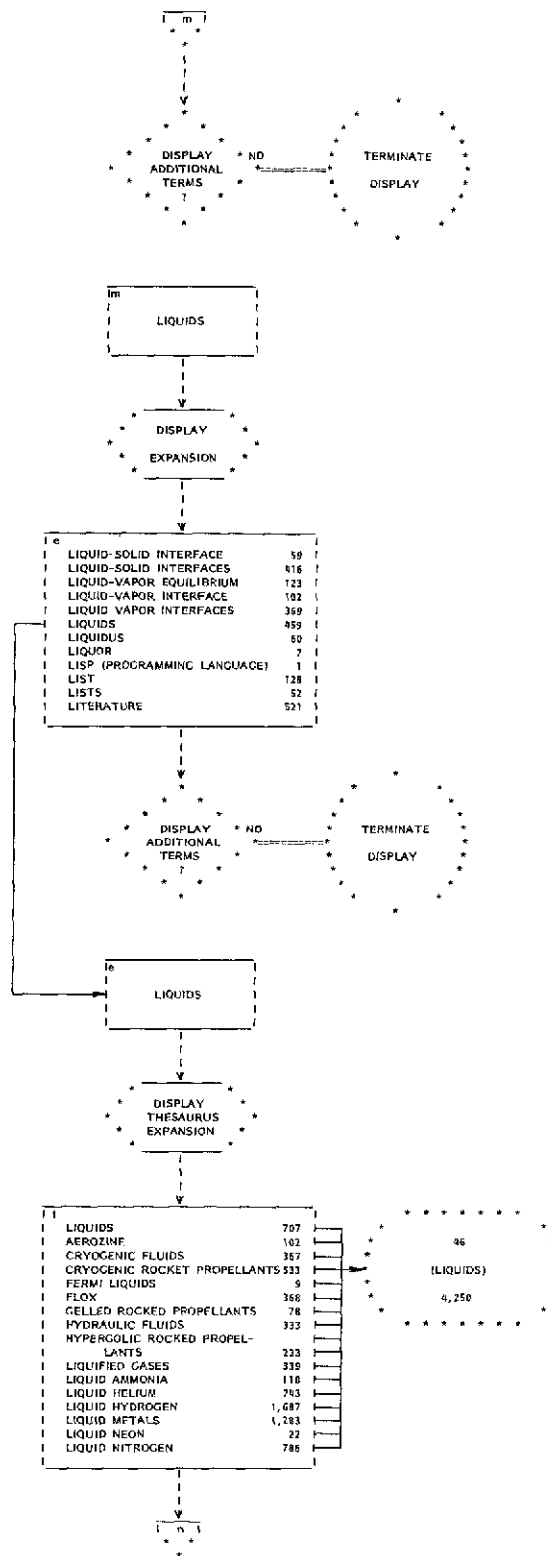 m
DISPLAY
ADDITIONAL
TERMS
?
NO
TERMINATE
DISPLAY
m
LIQUIDS
DISPLAY
EXPANSION
e
LIQUID-SOLID INTERFACE 59
LIQUID-SOLID INTERFACES 416
LIQUID-VAPOR EQUILIBRIUM 123
LIQUID-VAPOR INTERFACE 102
LIQUID VAPOR INTERFACES 369
LIQUIDS 459
LIQUIDUS 60
LIQUOR 7
LISP (PROGRAMMING LANGUAGE) 1
LIST 128
LISTS 52
LITERATURE 521
DISPLAY
ADDITIONAL
TERMS
?
NO
TERMINATE
DISPLAY
e
LIQUIDS
DISPLAY
THESAURUS
EXPANSION
LIQUIDS 707
AEROZINE 102
CRYOGENIC FLUIDS 367
CRYOGENIC ROCKET PROPELLANTS 533
FERMI LIQUIDS 9
FLOX 368
GELLED ROCKED PROPELLANTS 78
HYDRAULIC FLUIDS 333
HYPERGOLIC ROCKED PROPEL-
LANTS 233
LIQUIFIED GASES 339
LIQUID AMMONIA 118
LIQUID HELIUM 743
LIQUID HYDROGEN 1,687
LIQUID METALS 1,283
LIQUID NEON 22
LIQUID NITROGEN 786
46
(LIQUIDS)
4,250
n